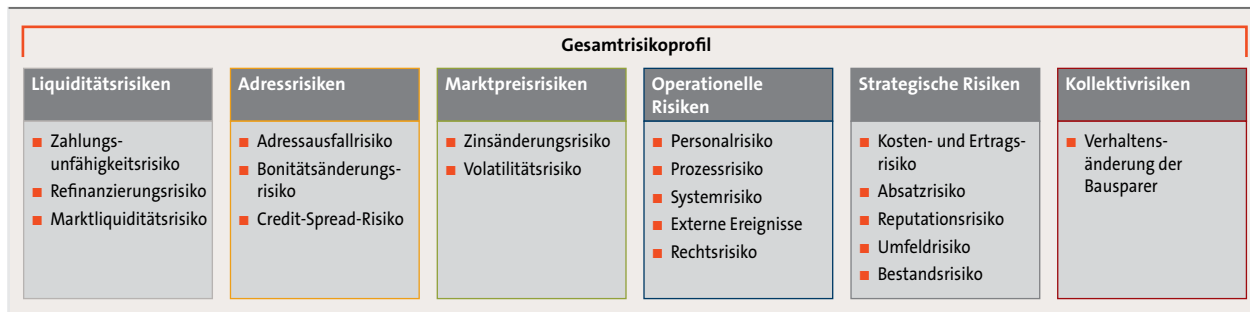 Gesamtrisikoprofil
Liquiditätsrisiken
Zahlungs-
unfähigkeitsrisiko
Refinanzierungsrisiko
Marktliquiditätsrisiko
Adressrisiken
Adressausfallrisiko
Bonitätsänderungs-
risiko
Credit-Spread-Risiko
Marktpreisrisiken
Zinsänderungsrisiko
Volatilitätsrisiko
Operationelle
Risiken
Personalrisiko
Prozessrisiko
Systemrisiko
Externe Ereignisse
Rechtsrisiko
Strategische Risiken
Kosten- und Ertrags-
risiko
Absatzrisiko
Reputationsrisiko
Umfeldrisiko
Bestandsrisiko
Kollektivrisiken
Verhaltens-
änderung der
Bausparer